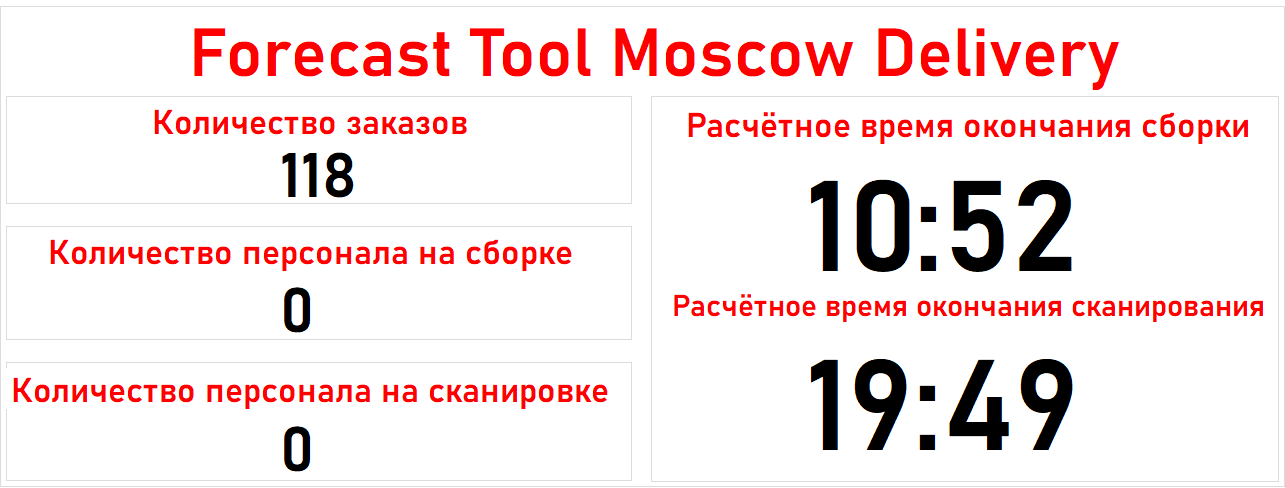 Forecast Tool Moscow Delivery
Количество заказов
118
Количество персонала на сборке
0
Количество персонала на сканировке
0
Расчётное время окончания сборки
10:52
Расчётное время окончания сканирования
19:49